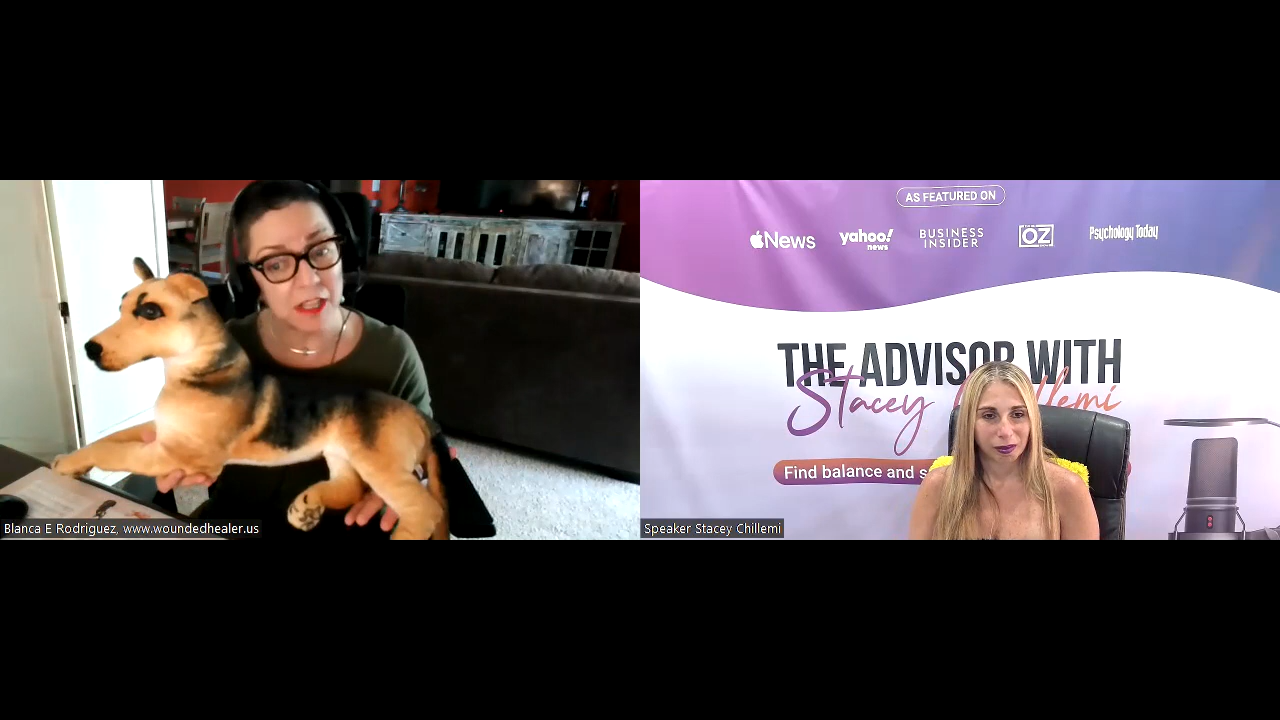 AS FEATURED ON
News
yahoo!
news
BUSINESS
INSIDER
OZ
Psychology Today
THE ADVISOR WITH
Stacey Chillemi
Find balance and
Blanca E Rodriguez, www.woundedhealer.us
Speaker Stacey Chillemi